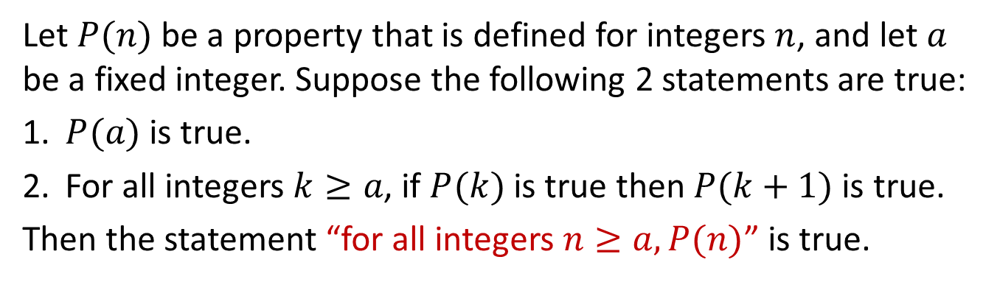 Let P(n) be a property that is defined for integers n, and let a
be a fixed integer. Suppose the following 2 statements are true:
1. P(a) is true.
2. For all integers k ≥ a, if P(k) is true then P(k + 1) is true.
Then the statement “for all integers n ≥ a, P(n)” is true.